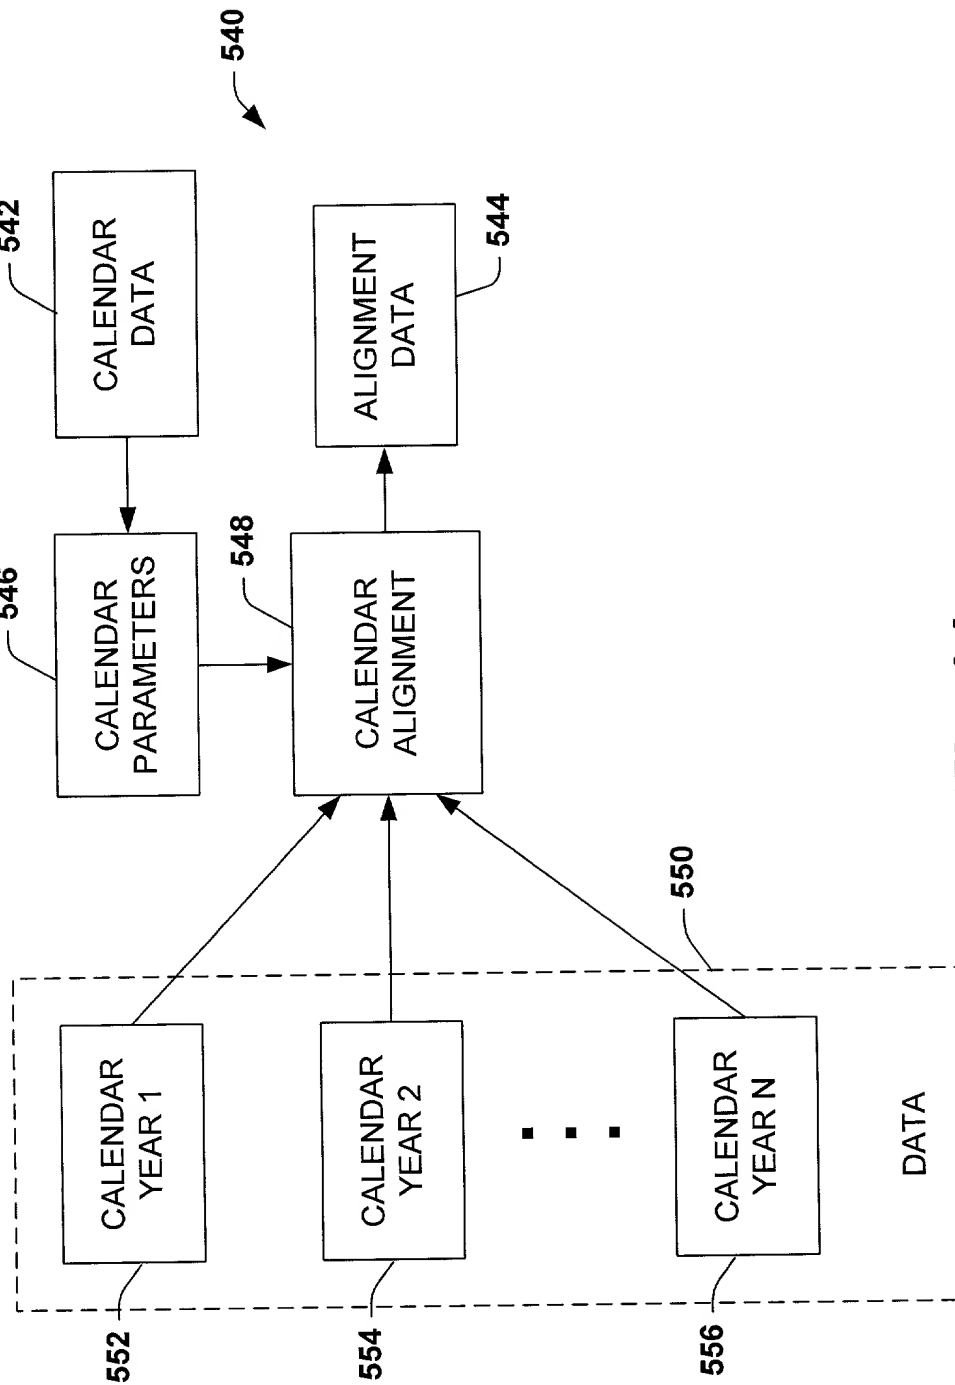 540
542
CALENDAR
DATA
546
CALENDAR
PARAMETERS
544
ALIGNMENT
DATA
548
CALENDAR
ALIGNMENT
550
552
CALENDAR
YEAR 1
554
CALENDAR
YEAR 2
556
CALENDAR
YEAR N
DATA